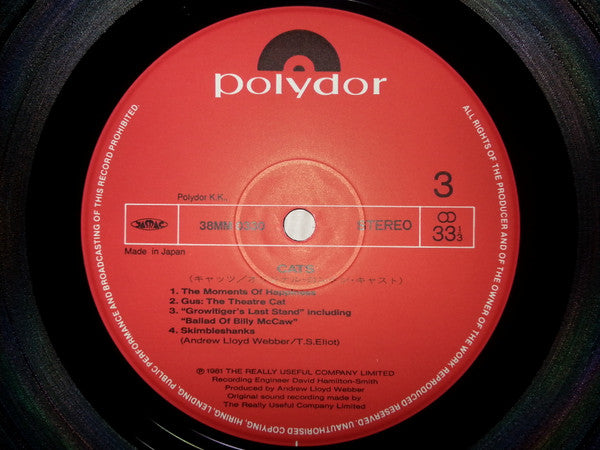 polydor
3
Polydor K.K.,
JASRAC
38MM
STEREO
33⅓
Made in Japan
CATS
1. The Moments Of Happiness
2. Gus: The Theatre Cat
3. "Growltiger's Last Stand" including
"Ballad Of Billy McCaw"
4. Skimbleshanks
(Andrew Lloyd Webber/T.S.Eliot)
℗ 1981 THE REALLY USEFUL COMPANY LIMITED
Recording Engineer David Hamilton-Smith
Produced by Andrew Lloyd Webber
Original sound recording made by
The Really Useful Company Limited
ALL RIGHTS OF THE PRODUCER AND OF THE OWNER OF THE WORK REPRODUCED RESERVED. UNAUTHORISED COPYING, HIRING, LENDING, PUBLIC PERFORMANCE AND BROADCASTING OF THIS RECORD PROHIBITED.